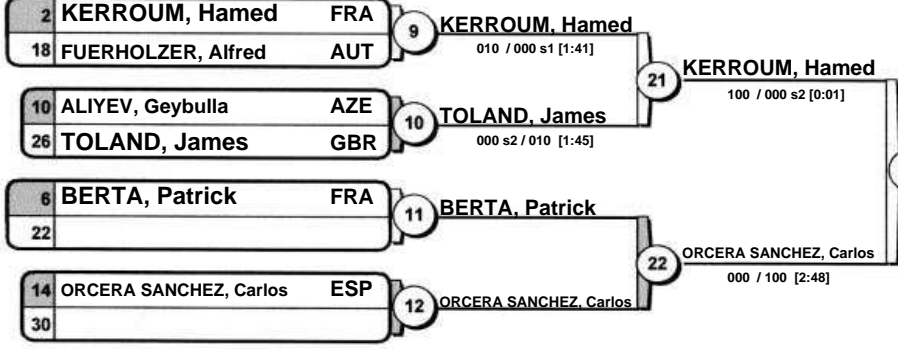 2 KERROUM, Hamed FRA
18 FUERHOLZER, Alfred AUT
9
KERROUM, Hamed
010 / 000 s1 [1:41]
10 ALIYEV, Geybulla AZE
26 TOLAND, James GBR
10
TOLAND, James
000 s2 / 010 [1:45]
21
KERROUM, Hamed
100 / 000 s2 [0:01]
6 BERTA, Patrick FRA
22
11
BERTA, Patrick
14 ORCERA SANCHEZ, Carlos ESP
30
12
ORCERA SANCHEZ, Carlos
22
ORCERA SANCHEZ, Carlos
000 / 100 [2:48]